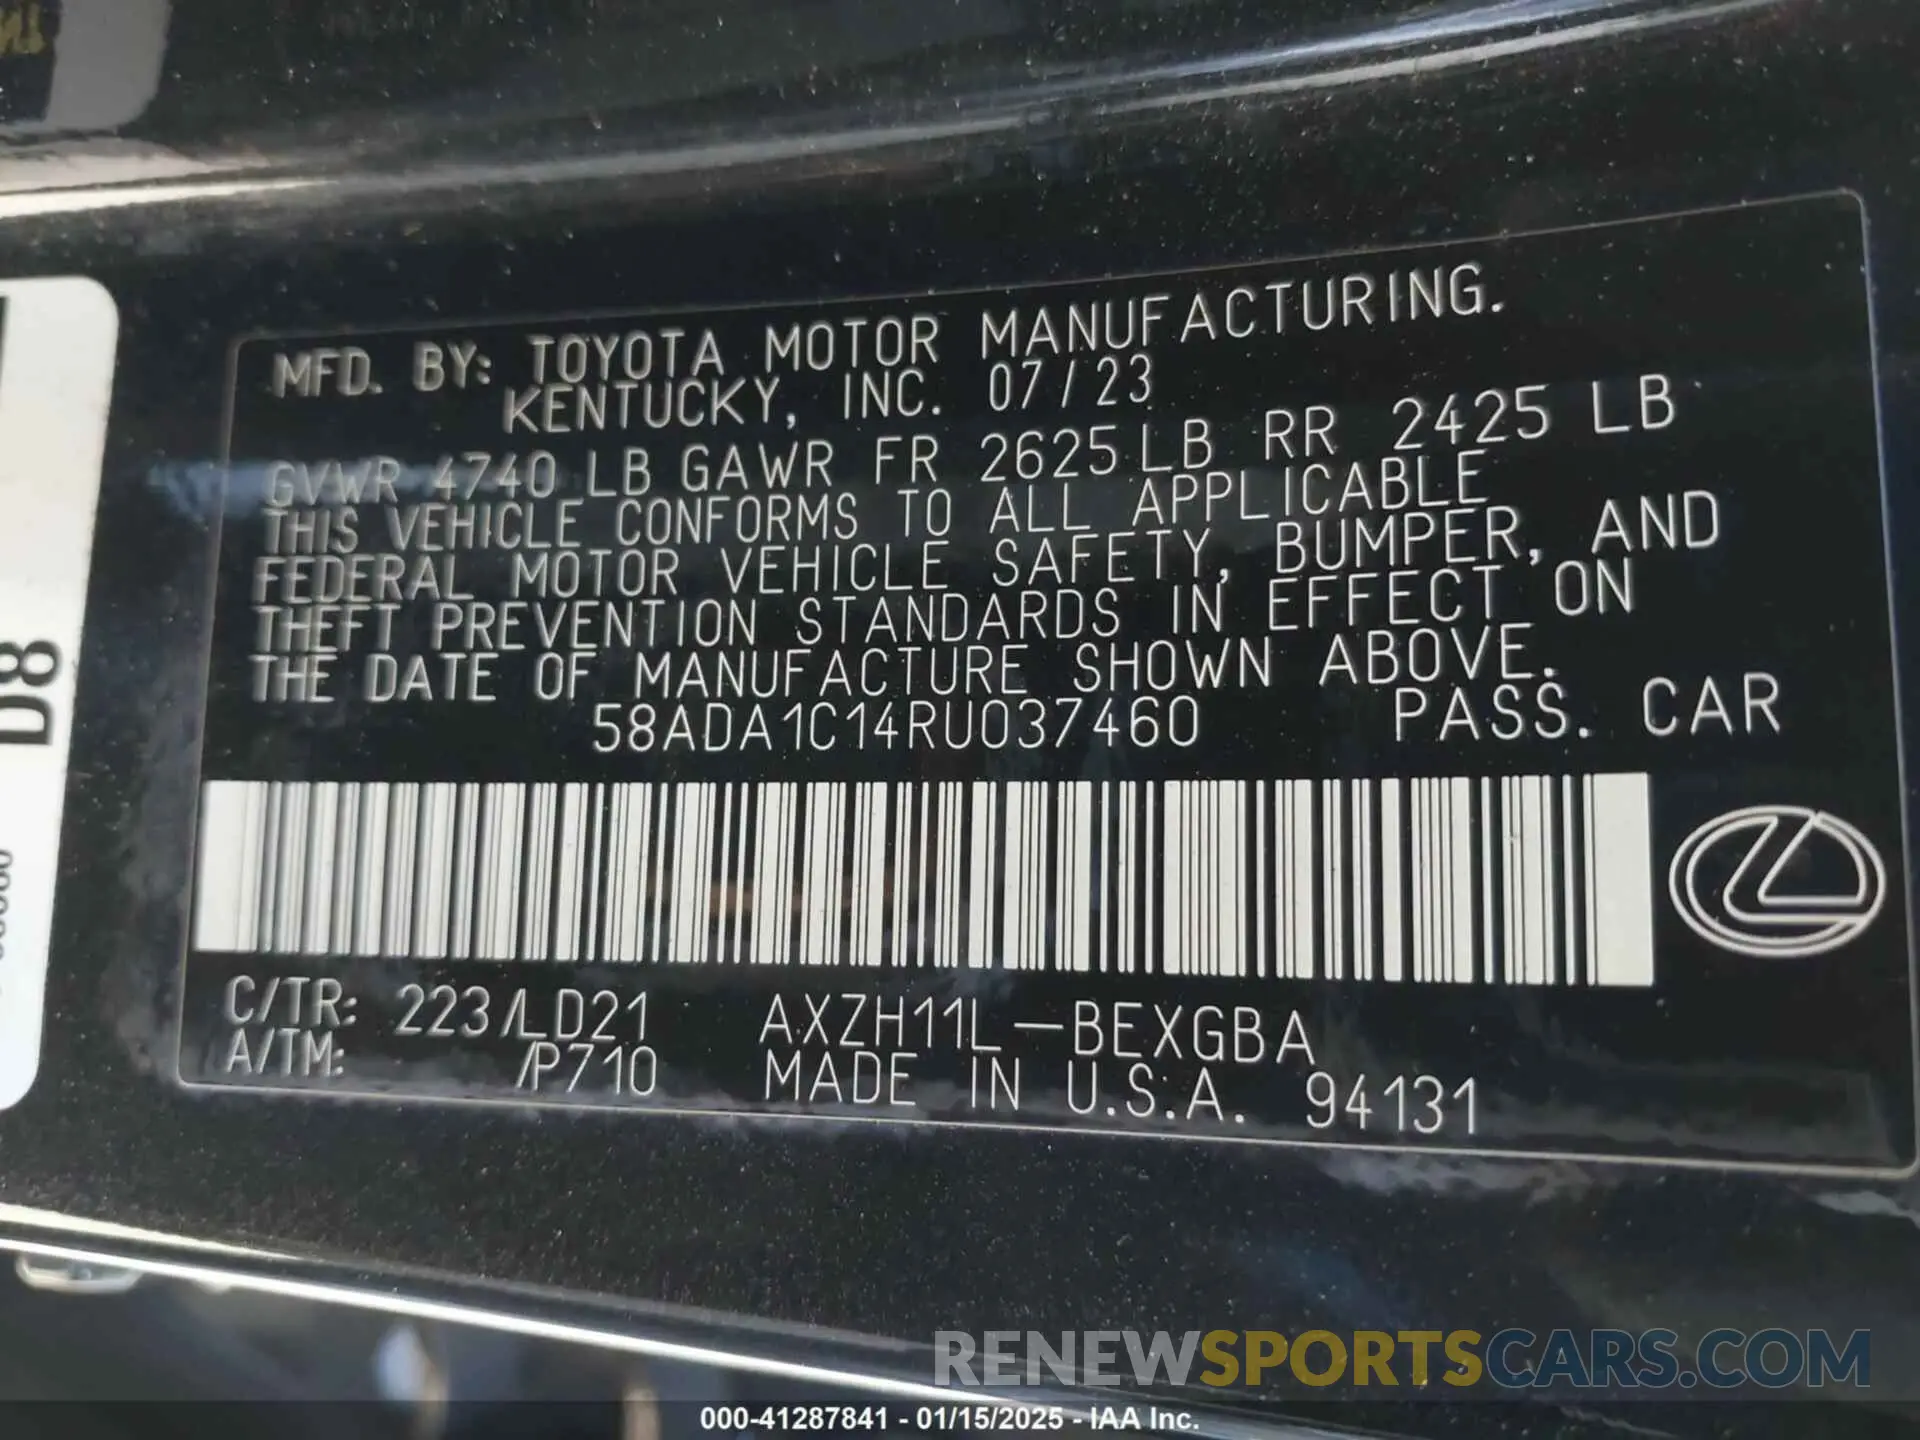 MFD. BY: TOYOTA MOTOR MANUFACTURING.
KENTUCKY, INC. 07/23
GVWR 4740 LB GAWR FR 2625 LB RR 2425 LB
THIS VEHICLE CONFORMS TO ALL APPLICABLE
FEDERAL MOTOR VEHICLE SAFETY, BUMPER, AND
THEFT PREVENTION STANDARDS IN EFFECT ON
THE DATE OF MANUFACTURE SHOWN ABOVE.
58ADA1C14RU037460 PASS. CAR
C/TR: 223/LD21 AXZH11L-BEXGBA
A/TM: /P710 MADE IN U.S.A. 94131
D8
RENEWSPORTSCARS.COM
000-41287841 - 01/15/2025 - IAA Inc.